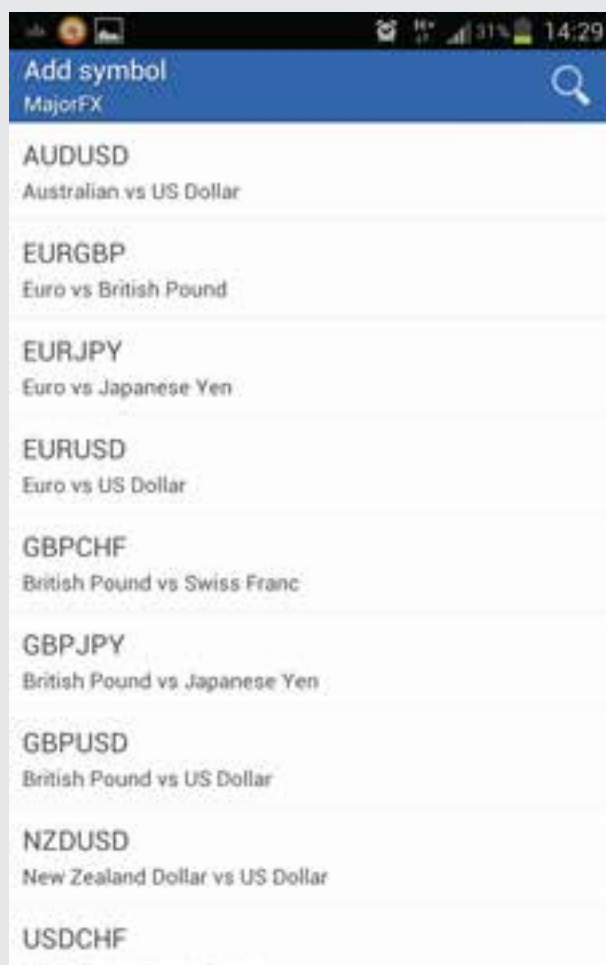 31% 14:29
Add symbol
MajorFX
AUDUSD
Australian vs US Dollar
EURGBP
Euro vs British Pound
EURJPY
Euro vs Japanese Yen
EURUSD
Euro vs US Dollar
GBPCHF
British Pound vs Swiss Franc
GBPJPY
British Pound vs Japanese Yen
GBPUSD
British Pound vs US Dollar
NZDUSD
New Zealand Dollar vs US Dollar
USDCHF